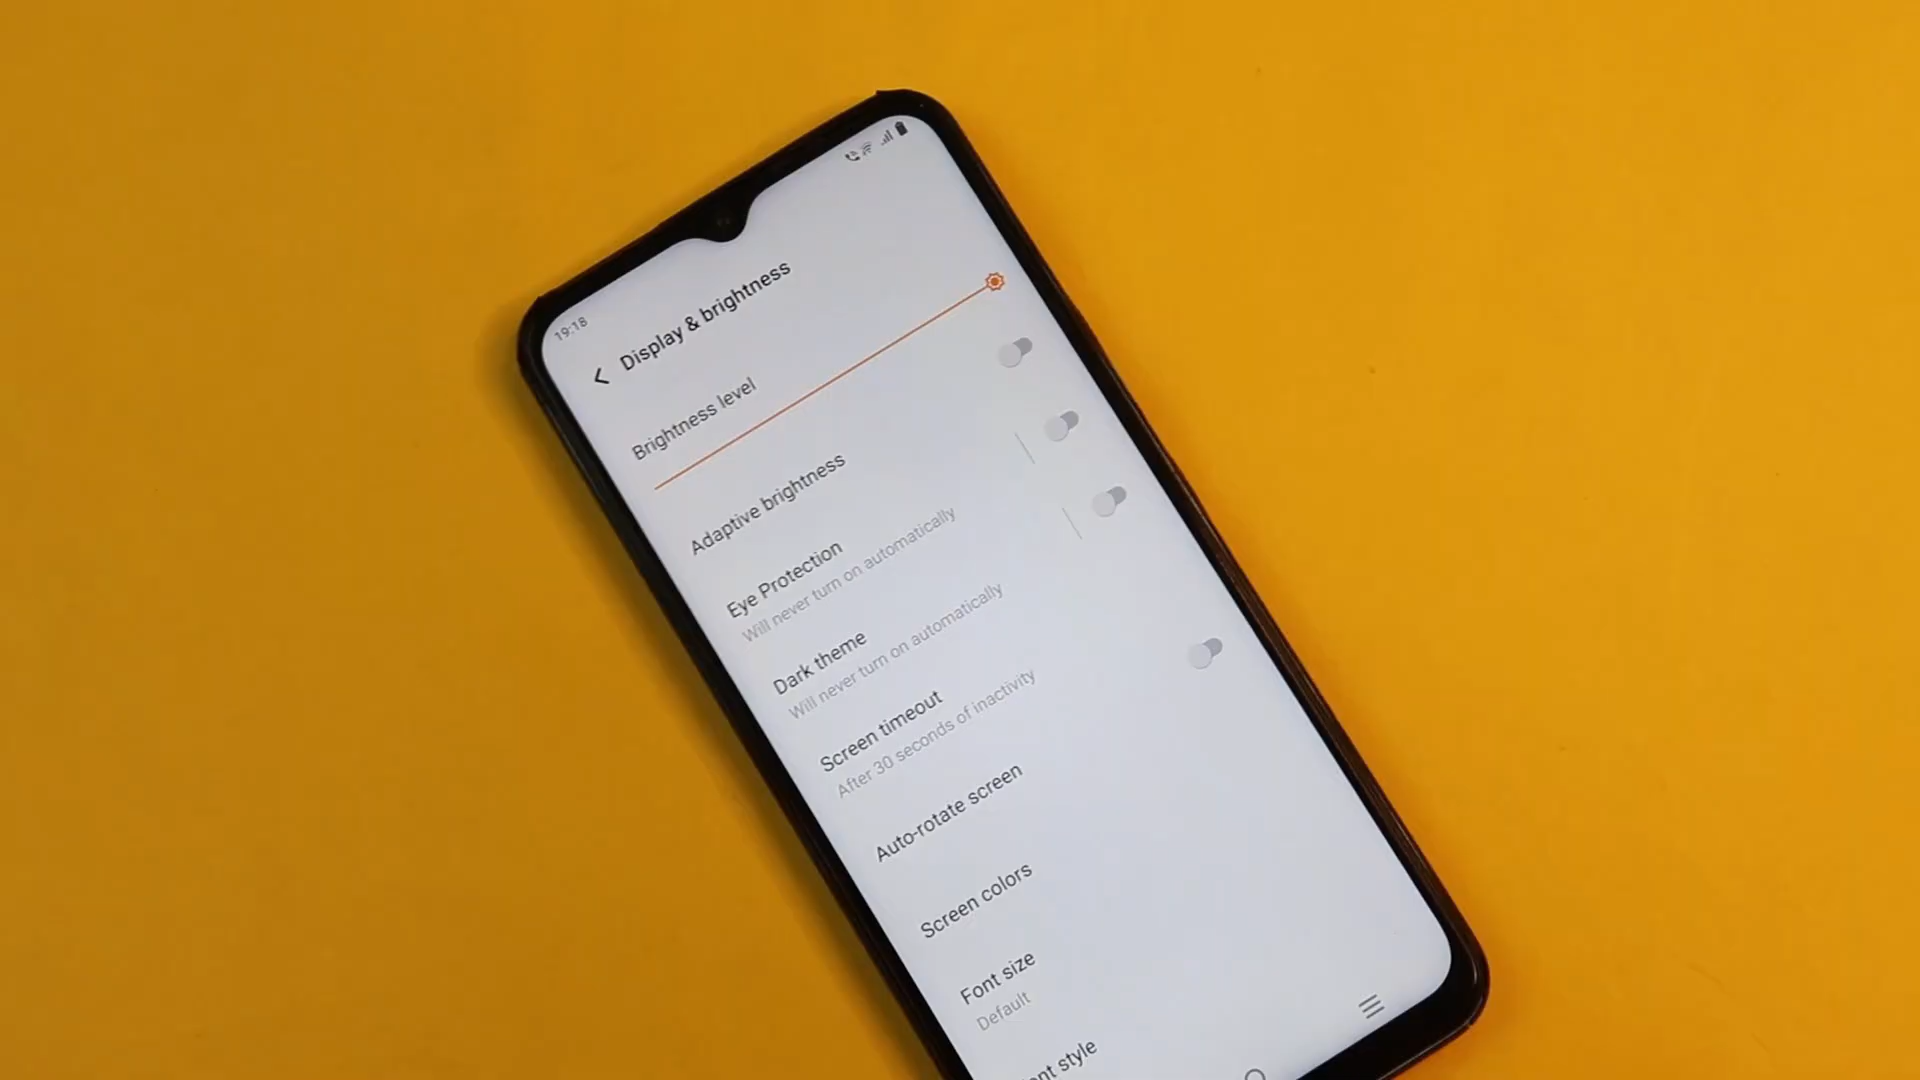 19:18
Display & brightness
Brightness level
Adaptive brightness
Eye Protection
Will never turn on automatically
Dark theme
Will never turn on automatically
Screen timeout
After 30 seconds of inactivity
Auto-rotate screen
Screen colors
Font size
Default
style